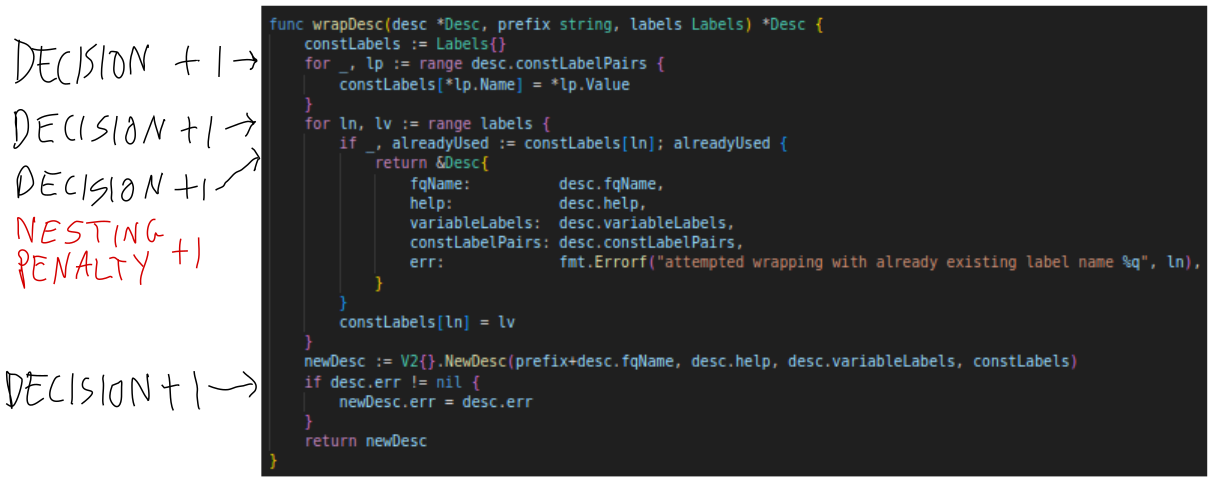 func wrapDesc(desc *Desc, prefix string, labels Labels) *Desc {
constLabels := Labels{}
DECISION +1 → for _, lp := range desc.constLabelPairs {
constLabels[*lp.Name] = *lp.Value
}
DECISION +1 → for ln, lv := range labels {
DECISION +1 → if _, alreadyUsed := constLabels[ln]; alreadyUsed {
NESTING
PENALTY +1
return &Desc{
fqName: desc.fqName,
help: desc.help,
variableLabels: desc.variableLabels,
constLabelPairs: desc.constLabelPairs,
err: fmt.Errorf("attempted wrapping with already existing label name %q", ln),
}
}
constLabels[ln] = lv
}
newDesc := V2{}.NewDesc(prefix+desc.fqName, desc.help, desc.variableLabels, constLabels)
DECISION +1 → if desc.err != nil {
newDesc.err = desc.err
}
return newDesc
}